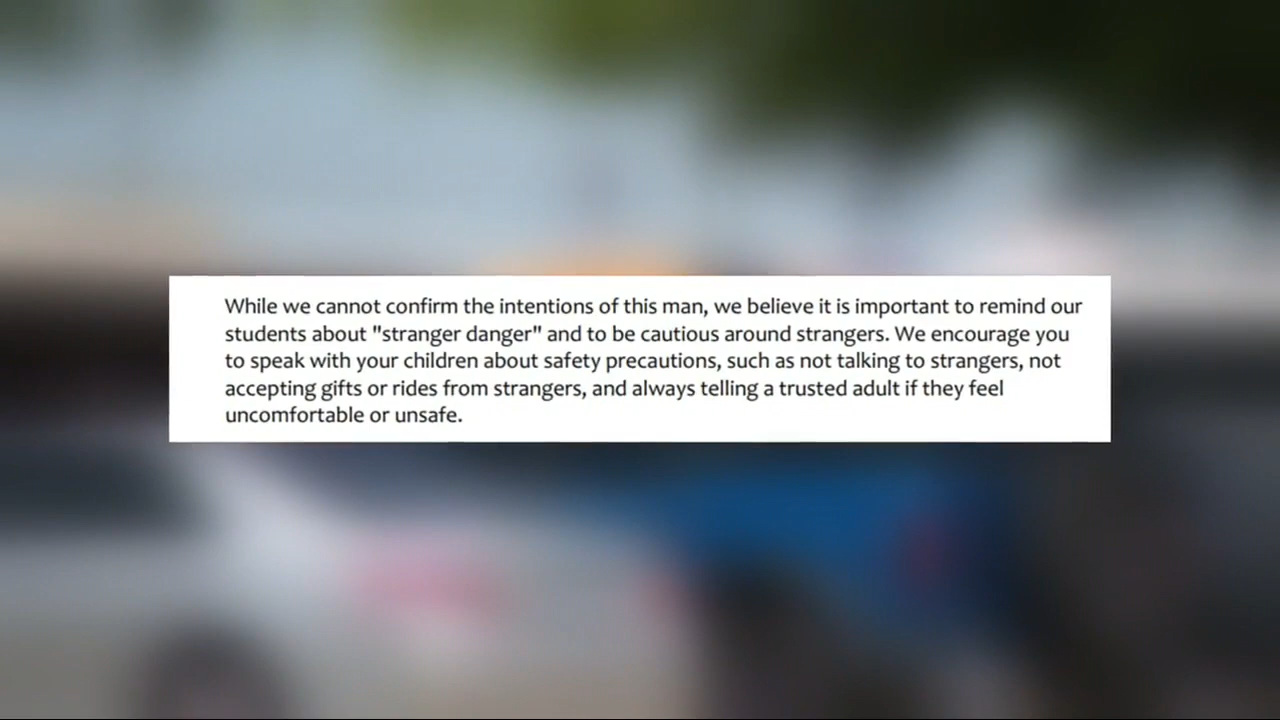 While we cannot confirm the intentions of this man, we believe it is important to remind our
students about "stranger danger" and to be cautious around strangers. We encourage you
to speak with your children about safety precautions, such as not talking to strangers, not
accepting gifts or rides from strangers, and always telling a trusted adult if they feel
uncomfortable or unsafe.